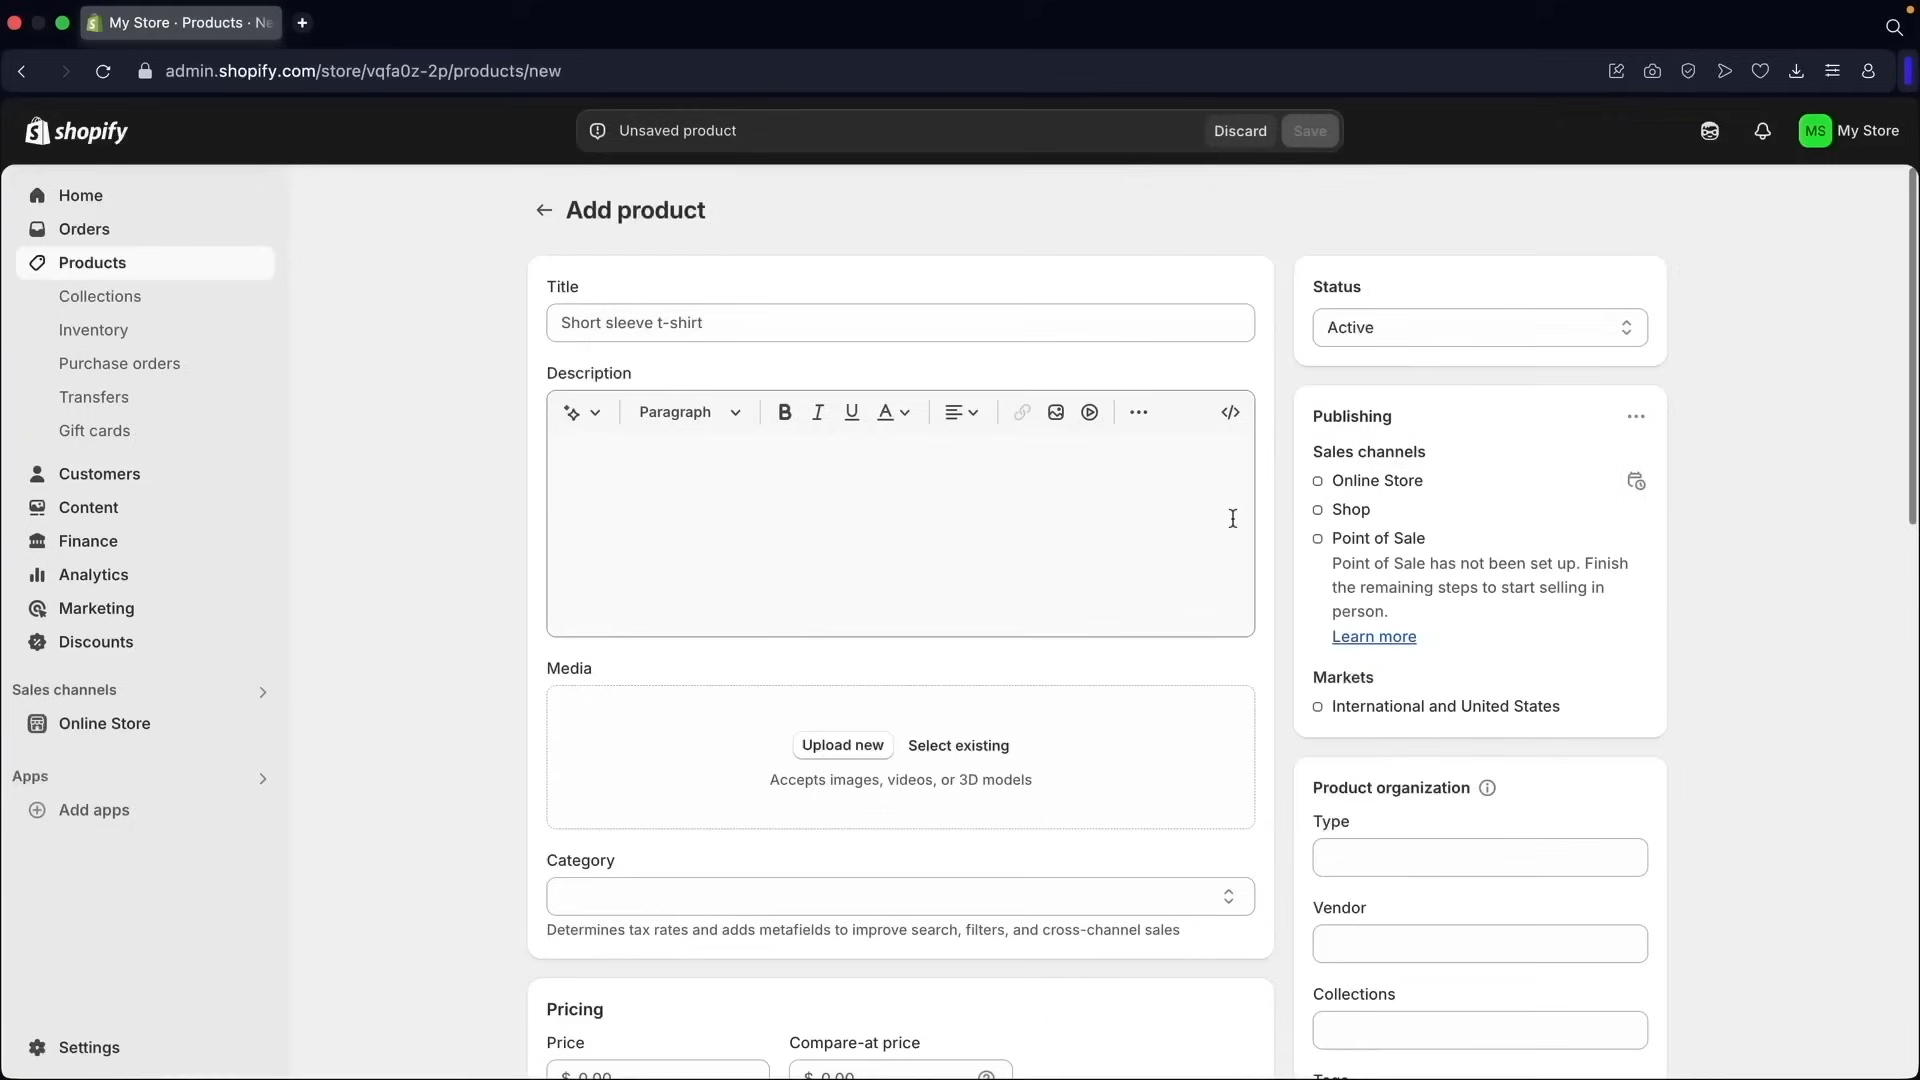 My Store · Products · Ne
admin.shopify.com/store/vqfa0z-2p/products/new
shopify
Unsaved product
Discard
Save
MS
My Store
Home
Orders
Products
Collections
Inventory
Purchase orders
Transfers
Gift cards
Customers
Content
Finance
Analytics
Marketing
Discounts
Sales channels
Online Store
Apps
Add apps
Settings
Add product
Title
Short sleeve t-shirt
Description
Paragraph
B I U A
Media
Upload new
Select existing
Accepts images, videos, or 3D models
Category
Determines tax rates and adds metafields to improve search, filters, and cross-channel sales
Pricing
Price
Compare-at price
$ 0.00
$ 0.00
Status
Active
Publishing
Sales channels
Online Store
Shop
Point of Sale
Point of Sale has not been set up. Finish
the remaining steps to start selling in
person.
Learn more
Markets
International and United States
Product organization
Type
Vendor
Collections
Tags